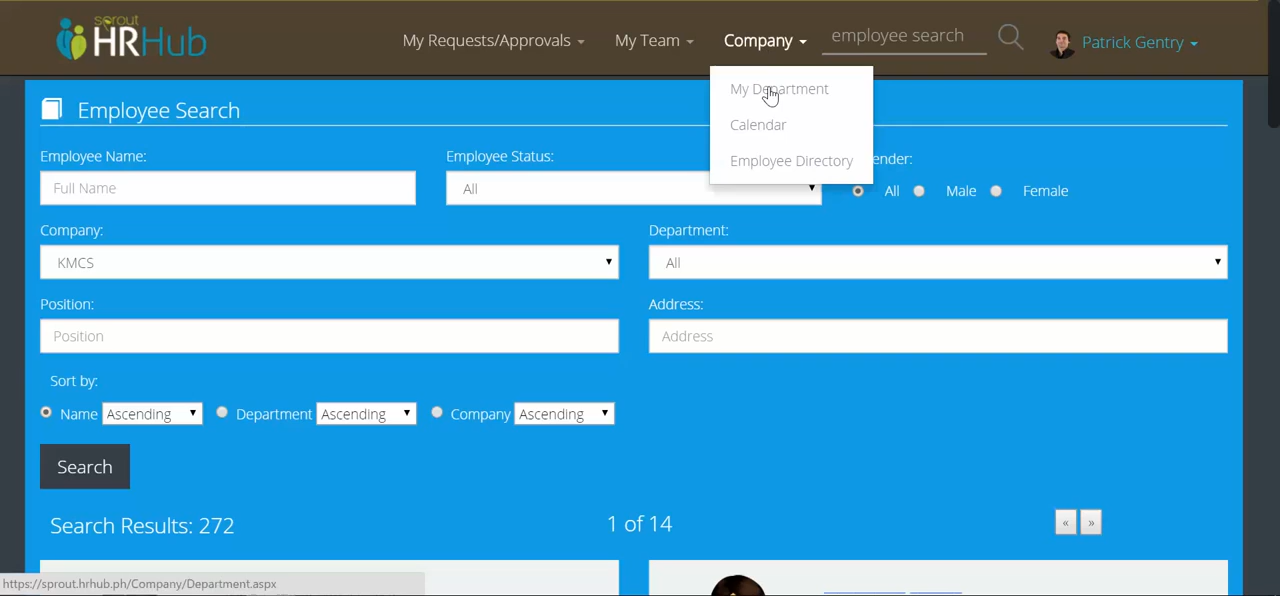 sprout
HRHub
My Requests/Approvals
My Team
Company
employee search
Patrick Gentry
My Department
Calendar
Employee Directory
Employee Search
Employee Name:
Employee Status:
ender:
Full Name
All
All
Male
Female
Company:
Department:
KMCS
All
Position:
Address:
Position
Address
Sort by:
Name
Ascending
Department
Ascending
Company
Ascending
Search
Search Results: 272
1 of 14
«
»
https://sprout.hrhub.ph/Company/Department.aspx